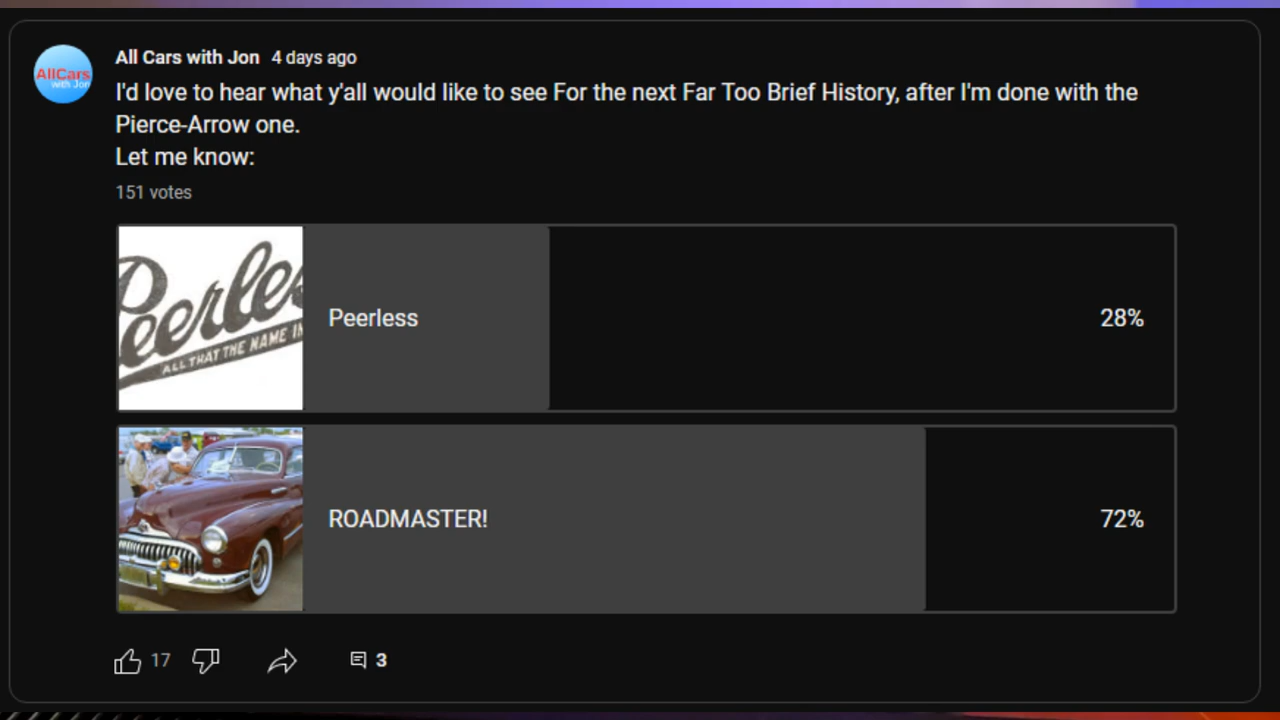 AllCars
with Jon
All Cars with Jon 4 days ago
I'd love to hear what y'all would like to see For the next Far Too Brief History, after I'm done with the
Pierce-Arrow one.
Let me know:
151 votes
Peerles
ALL THAT THE NAME IM
Peerless
28%
ROADMASTER!
72%
17
3